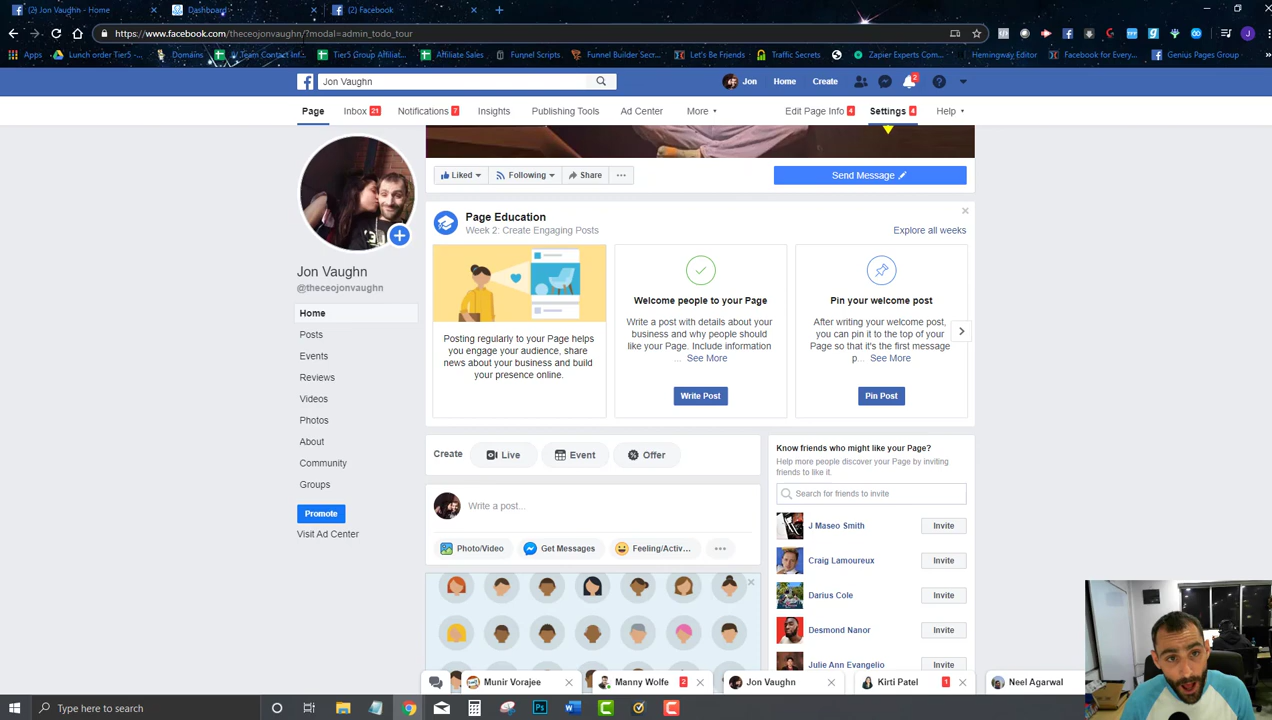 (2) Jon Vaughn - Home
Dashboard
(2) Facebook
https://www.facebook.com/theceojonvaughn/?modal=admin_todo_tour
Apps
Lunch order Tier5 -...
Domains
IV Team Contact Inf...
Tier5 Group Affiliat...
Affiliate Sales
Funnel Scripts
Funnel Builder Secr...
Let's Be Friends
Traffic Secrets
Zapier Experts Com...
Hemingway Editor
Facebook for Every...
Genius Pages Group
Jon Vaughn
Jon
Home
Create
2
Page
Inbox 21
Notifications 7
Insights
Publishing Tools
Ad Center
More
Edit Page Info 4
Settings 4
Help
Liked
Following
Share
Send Message
Page Education
Week 2: Create Engaging Posts
Explore all weeks
Posting regularly to your Page helps
you engage your audience, share
news about your business and build
your presence online.
Welcome people to your Page
Write a post with details about your
business and why people should
like your Page. Include information
... See More
Write Post
Pin your welcome post
After writing your welcome post,
you can pin it to the top of your
Page so that it's the first message
p... See More
Pin Post
Jon Vaughn
@theceojonvaughn
Home
Posts
Events
Reviews
Videos
Photos
About
Community
Groups
Promote
Visit Ad Center
Create
Live
Event
Offer
Write a post...
Photo/Video
Get Messages
Feeling/Activ...
Know friends who might like your Page?
Help more people discover your Page by inviting
friends to like it.
Search for friends to invite
J Maseo Smith
Invite
Craig Lamoureux
Invite
Darius Cole
Invite
Desmond Nanor
Invite
Julie Ann Evangelio
Invite
Munir Vorajee
Manny Wolfe 2
Jon Vaughn
Kirti Patel 1
Neel Agarwal
Type here to search